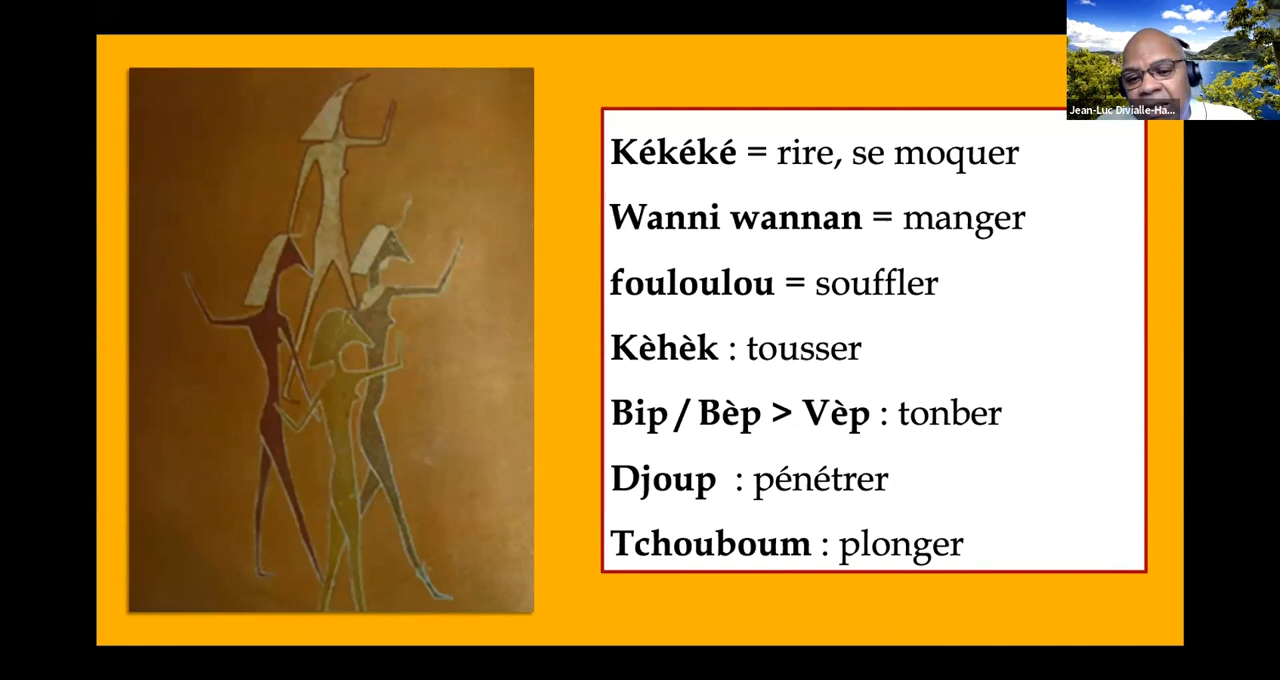 Jean-Luc Divialle-Ha...
Kékéké = rire, se moquer
Wanni wannan = manger
fouloulou = souffler
Kèhèk : tousser
Bip / Bèp > Vèp : tonber
Djoup : pénétrer
Tchouboum : plonger